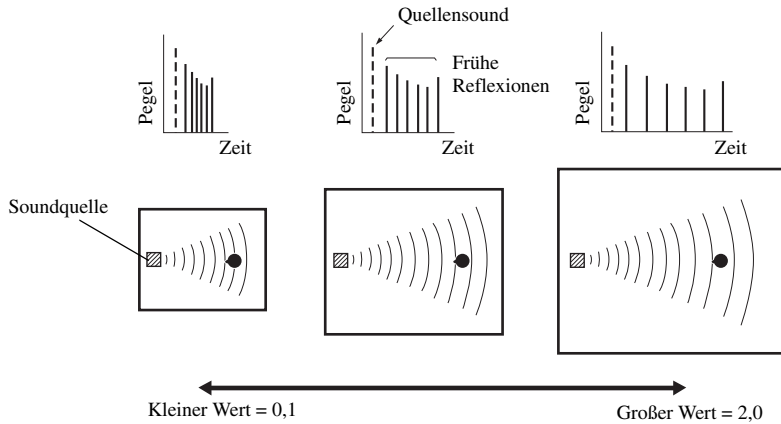 Quellensound
Frühe
Reflexionen
Pegel
Zeit
Pegel
Zeit
Pegel
Zeit
Soundquelle
Kleiner Wert = 0,1
Großer Wert = 2,0